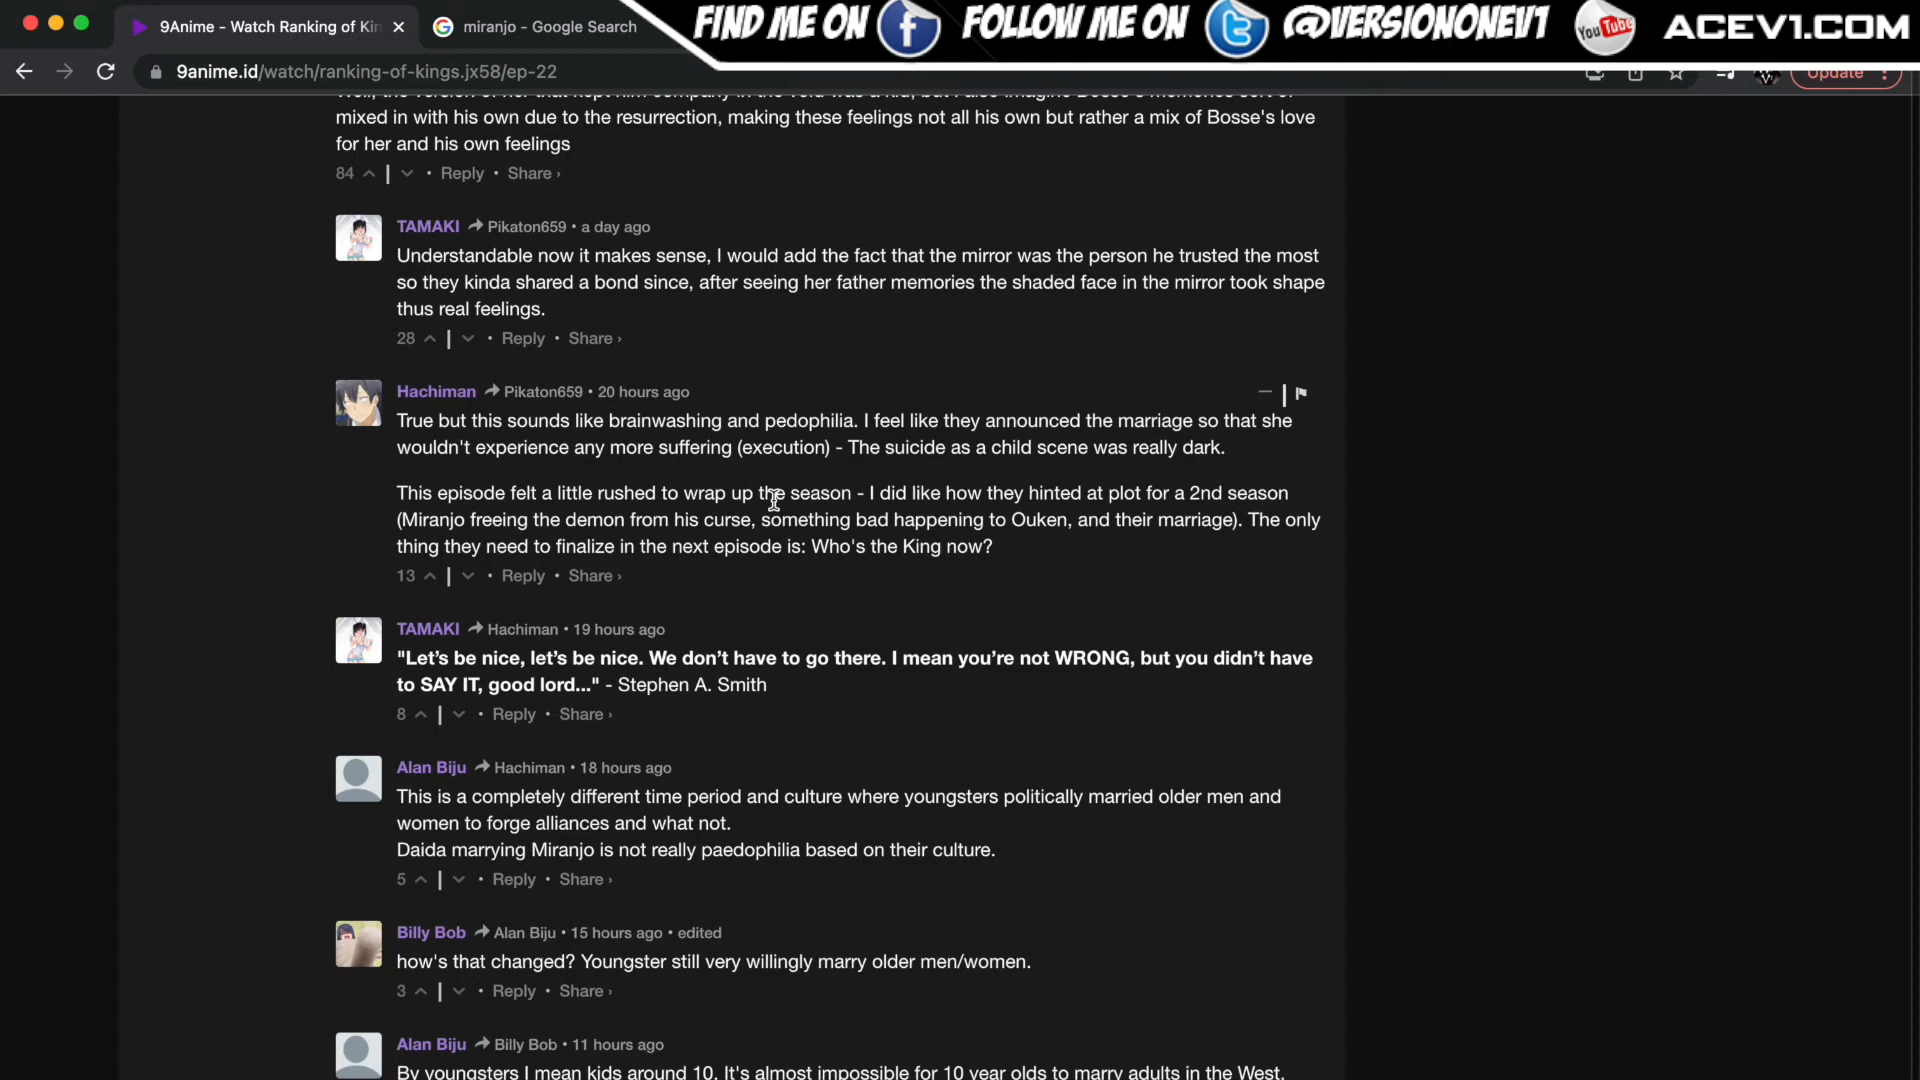 9Anime - Watch Ranking of Kin
miranjo - Google Search
FIND ME ON
FOLLOW ME ON
@VERSIONONEV1
You Tube
ACEV1.COM
9anime.id/watch/ranking-of-kings.jx58/ep-22
Update
mixed in with his own due to the resurrection, making these feelings not all his own but rather a mix of Bosse's love
for her and his own feelings
84 • Reply • Share ›
TAMAKI Pikaton659 • a day ago
Understandable now it makes sense, I would add the fact that the mirror was the person he trusted the most
so they kinda shared a bond since, after seeing her father memories the shaded face in the mirror took shape
thus real feelings.
28 • Reply • Share ›
Hachiman Pikaton659 • 20 hours ago
True but this sounds like brainwashing and pedophilia. I feel like they announced the marriage so that she
wouldn't experience any more suffering (execution) - The suicide as a child scene was really dark.
This episode felt a little rushed to wrap up the season - I did like how they hinted at plot for a 2nd season
(Miranjo freeing the demon from his curse, something bad happening to Ouken, and their marriage). The only
thing they need to finalize in the next episode is: Who's the King now?
13 • Reply • Share ›
TAMAKI Hachiman • 19 hours ago
"Let’s be nice, let’s be nice. We don’t have to go there. I mean you’re not WRONG, but you didn’t have
to SAY IT, good lord..." - Stephen A. Smith
8 • Reply • Share ›
Alan Biju Hachiman • 18 hours ago
This is a completely different time period and culture where youngsters politically married older men and
women to forge alliances and what not.
Daida marrying Miranjo is not really paedophilia based on their culture.
5 • Reply • Share ›
Billy Bob Alan Biju • 15 hours ago • edited
how's that changed? Youngster still very willingly marry older men/women.
3 • Reply • Share ›
Alan Biju Billy Bob • 11 hours ago
By youngsters I mean kids around 10. It's almost impossible for 10 year olds to marry adults in the West.